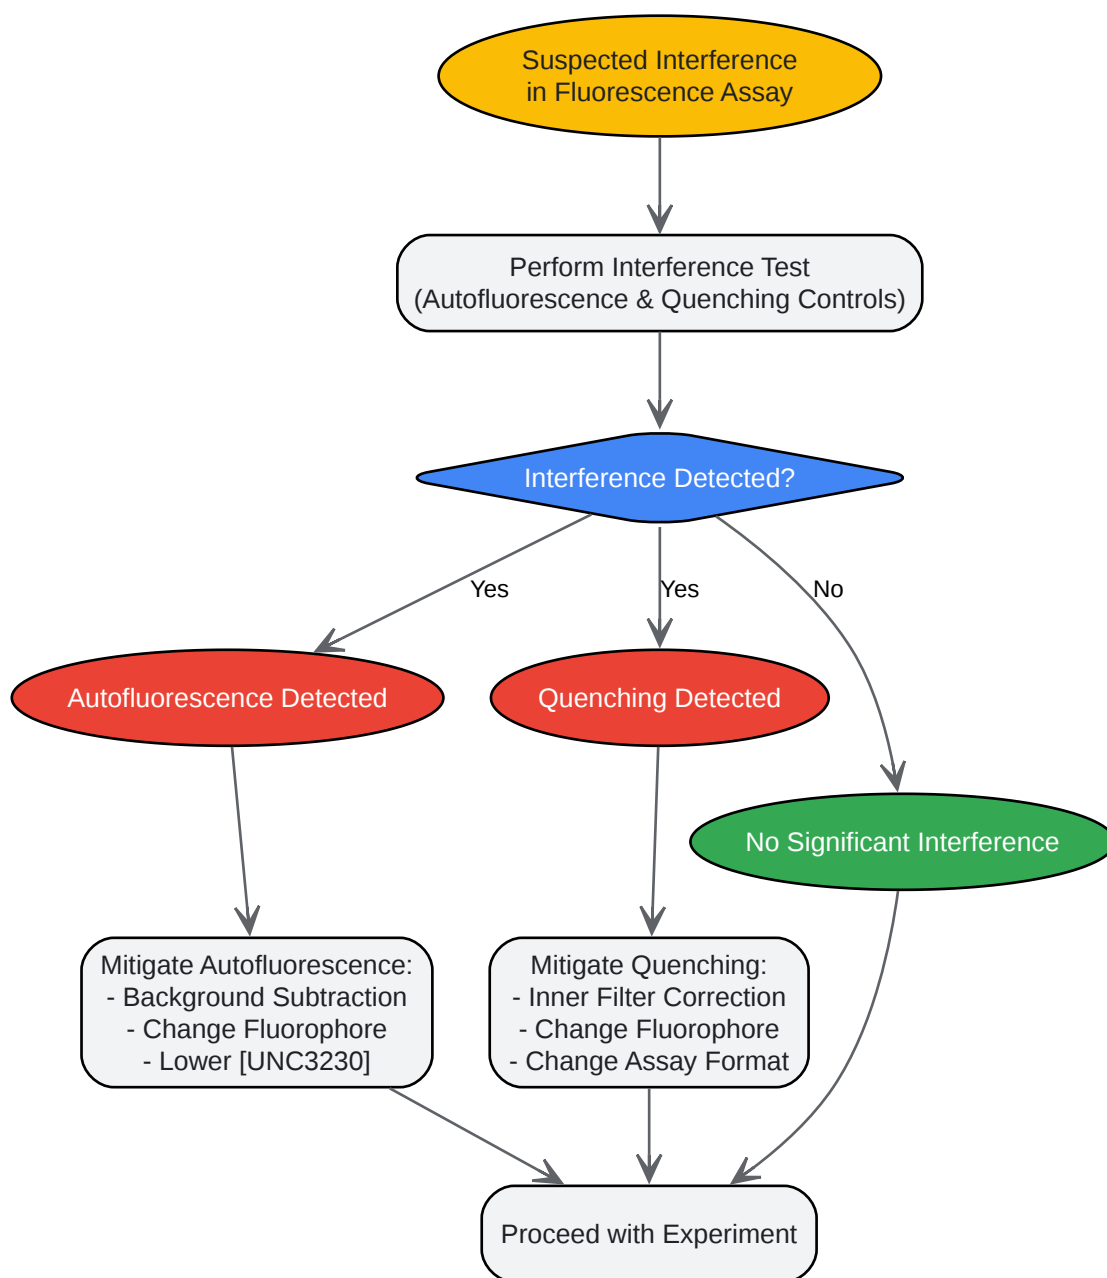 Suspected Interference
in Fluorescence Assay
Perform Interference Test
(Autofluorescence & Quenching Controls)
Interference Detected?
Yes
Yes
No
Autofluorescence Detected
Quenching Detected
No Significant Interference
Mitigate Autofluorescence:
- Background Subtraction
- Change Fluorophore
- Lower [UNC3230]
Mitigate Quenching:
- Inner Filter Correction
- Change Fluorophore
- Change Assay Format
Proceed with Experiment